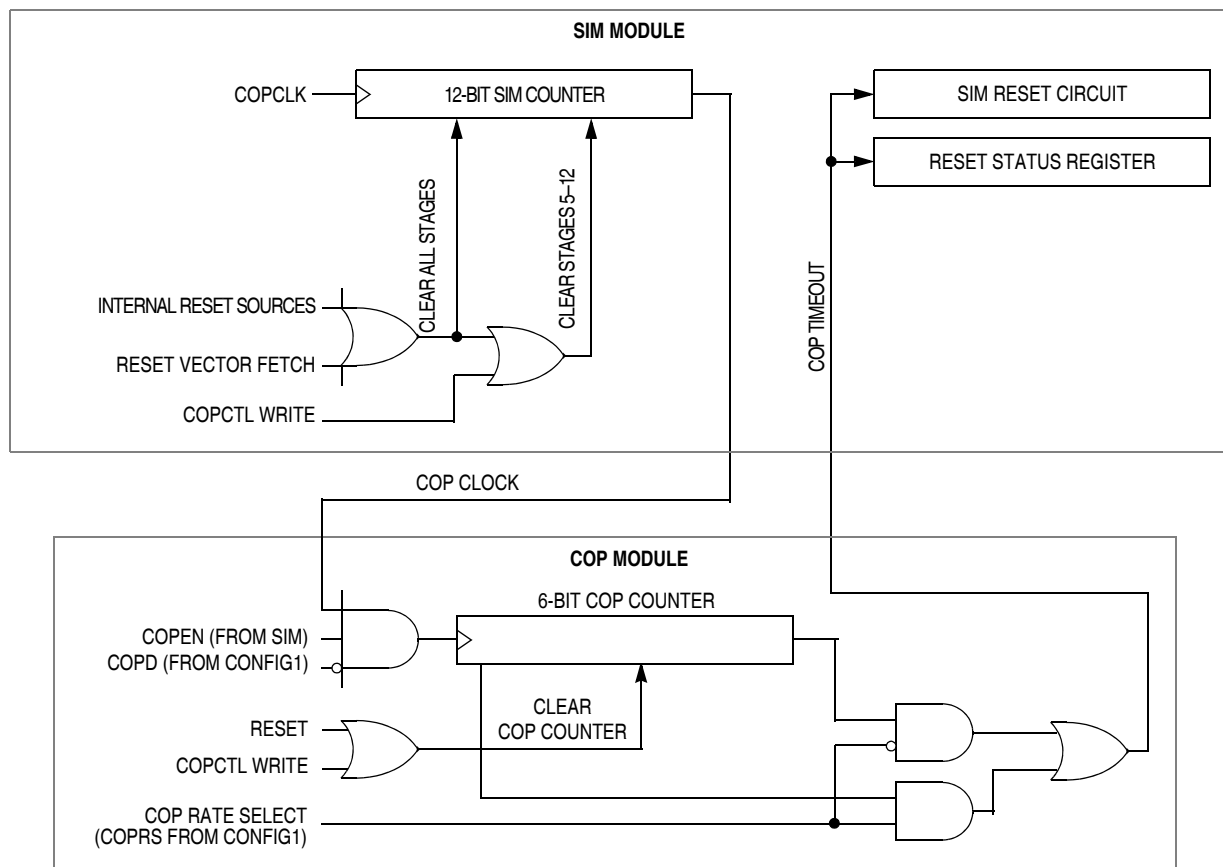 SIM MODULE
COPCLK
12-BIT SIM COUNTER
SIM RESET CIRCUIT
RESET STATUS REGISTER
CLEAR ALL STAGES
CLEAR STAGES 5–12
INTERNAL RESET SOURCES
RESET VECTOR FETCH
COPCTL WRITE
COP TIMEOUT
COP CLOCK
COP MODULE
6-BIT COP COUNTER
COPEN (FROM SIM)
COPD (FROM CONFIG1)
RESET
COPCTL WRITE
CLEAR
COP COUNTER
COP RATE SELECT
(COPRS FROM CONFIG1)